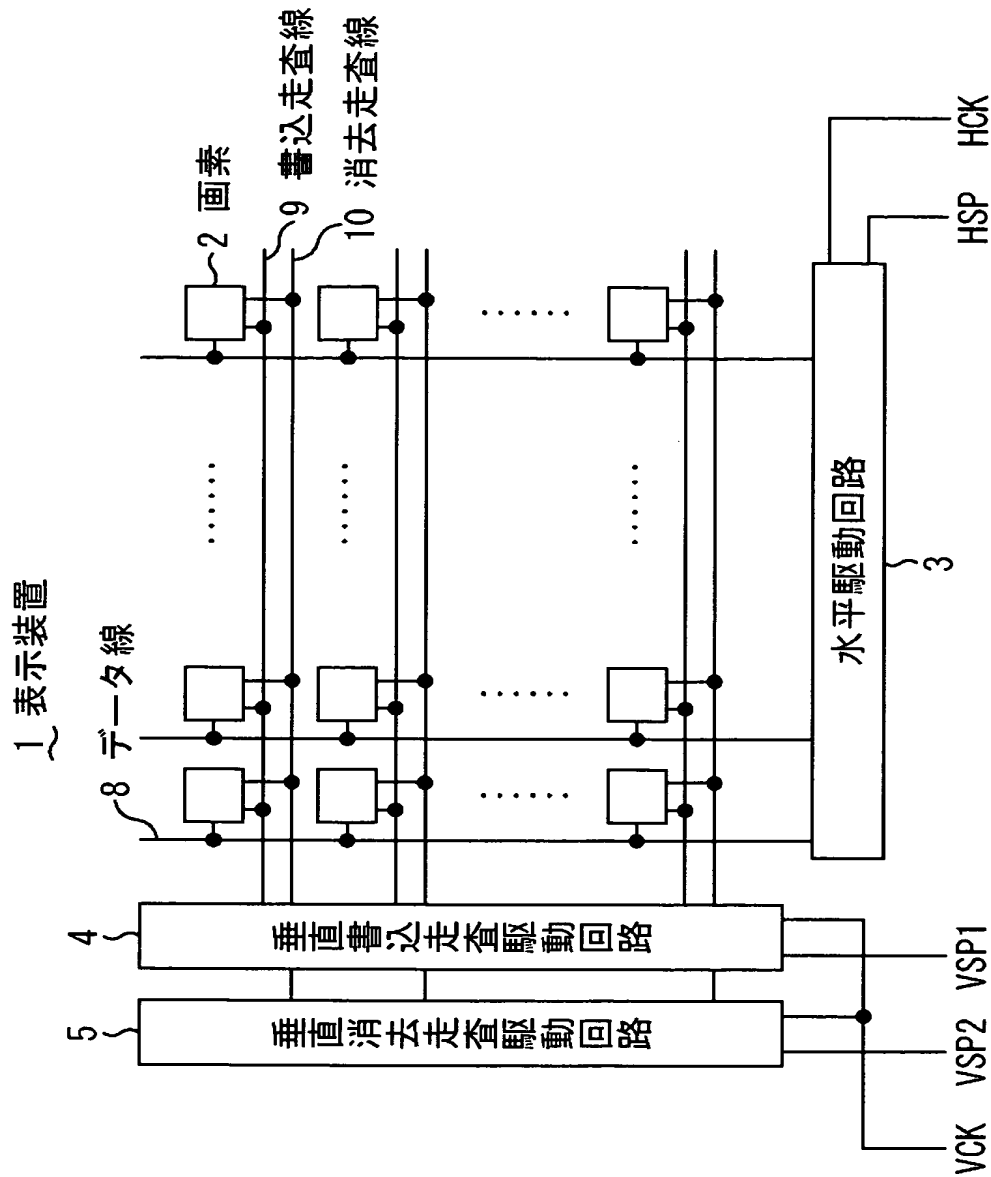 1 表示装置
8 データ線
2 画素
9 書込走査線
10 消去走査線
4
垂直書込走査駆動回路
5
垂直消去走査駆動回路
水平駆動回路
3
VCK
VSP2
VSP1
HSP
HCK